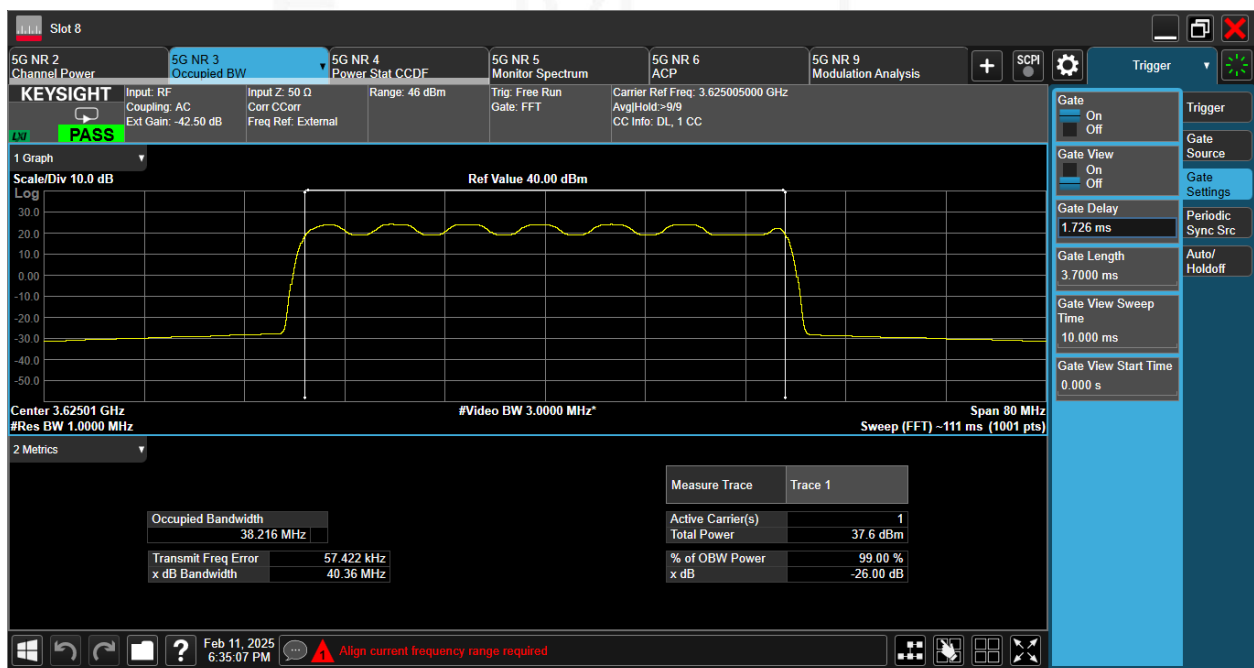 Slot 8
5G NR 2
Channel Power
5G NR 3
Occupied BW
5G NR 4
Power Stat CCDF
5G NR 5
Monitor Spectrum
5G NR 6
ACP
5G NR 9
Modulation Analysis
SCPI
Trigger
KEYSIGHT
LXI
PASS
Input: RF
Coupling: AC
Ext Gain: -42.50 dB
Input Z: 50 Ω
Corr CCorr
Freq Ref: External
Range: 46 dBm
Trig: Free Run
Gate: FFT
Carrier Ref Freq: 3.625005000 GHz
Avg|Hold:>9/9
CC Info: DL, 1 CC
1 Graph
Scale/Div 10.0 dB
Ref Value 40.00 dBm
Log
30.0
20.0
10.0
0.00
-10.0
-20.0
-30.0
-40.0
-50.0
Center 3.62501 GHz
#Video BW 3.0000 MHz*
Span 80 MHz
#Res BW 1.0000 MHz
Sweep (FFT) ~111 ms (1001 pts)
2 Metrics
Measure Trace Trace 1
Occupied Bandwidth
38.216 MHz
Active Carrier(s) 1
Total Power 37.6 dBm
Transmit Freq Error 57.422 kHz
x dB Bandwidth 40.36 MHz
% of OBW Power 99.00 %
x dB -26.00 dB
Gate
On
Off
Gate View
On
Off
Gate Delay
1.726 ms
Gate Length
3.7000 ms
Gate View Sweep
Time
10.000 ms
Gate View Start Time
0.000 s
Trigger
Gate
Source
Gate
Settings
Periodic
Sync Src
Auto/
Holdoff
?
Feb 11, 2025
6:35:07 PM
Align current frequency range required